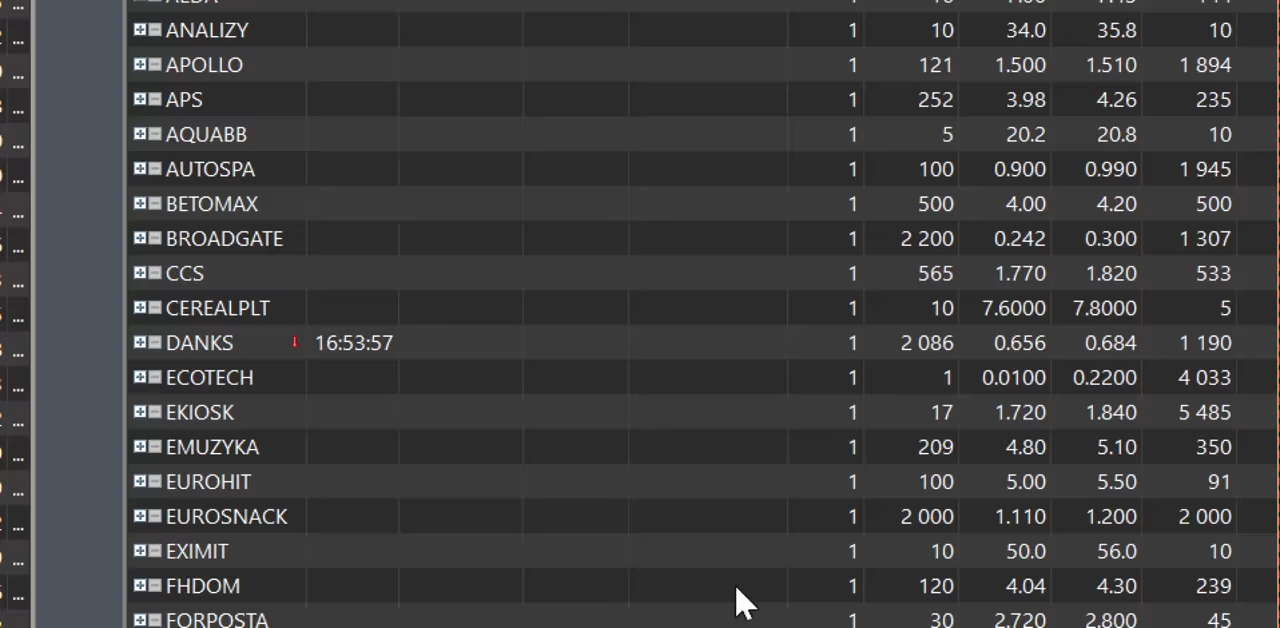 ANALIZY 1 10 34.0 35.8 10
APOLLO 1 121 1.500 1.510 1 894
APS 1 252 3.98 4.26 235
AQUABB 1 5 20.2 20.8 10
AUTOSPA 1 100 0.900 0.990 1 945
BETOMAX 1 500 4.00 4.20 500
BROADGATE 1 2 200 0.242 0.300 1 307
CCS 1 565 1.770 1.820 533
CEREALPLT 1 10 7.6000 7.8000 5
DANKS 16:53:57 1 2 086 0.656 0.684 1 190
ECOTECH 1 1 0.0100 0.2200 4 033
EKIOSK 1 17 1.720 1.840 5 485
EMUZYKA 1 209 4.80 5.10 350
EUROHIT 1 100 5.00 5.50 91
EUROSNACK 1 2 000 1.110 1.200 2 000
EXIMIT 1 10 50.0 56.0 10
FHDOM 1 120 4.04 4.30 239
FORPOSTA 1 30 2.720 2.800 45